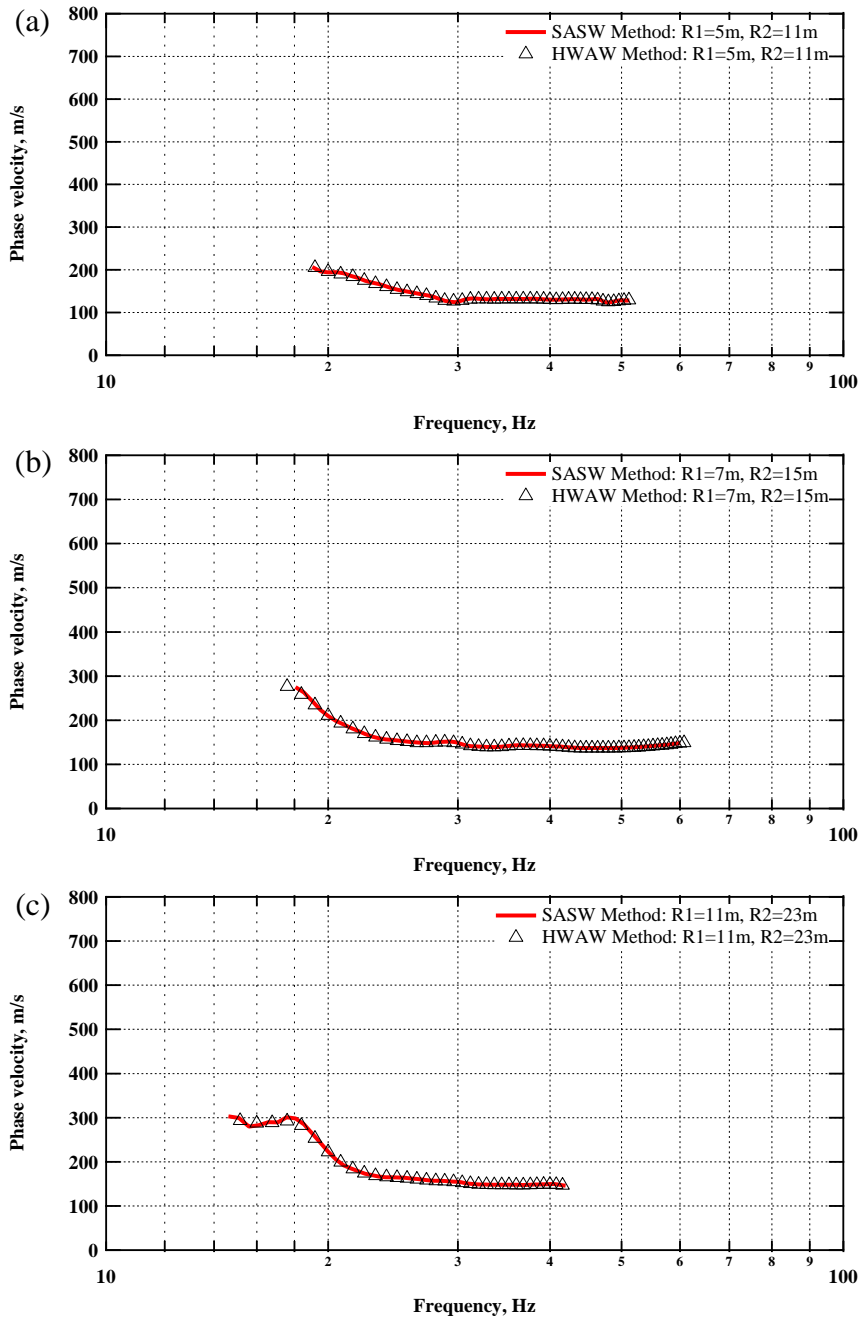 (a)
800
700
600
500
400
300
200
100
0
Phase velocity, m/s
SASW Method: R1=5m, R2=11m
HWAW Method: R1=5m, R2=11m
10 2 3 4 5 6 7 8 9 100
Frequency, Hz
(b)
800
700
600
500
400
300
200
100
0
Phase velocity, m/s
SASW Method: R1=7m, R2=15m
HWAW Method: R1=7m, R2=15m
10 2 3 4 5 6 7 8 9 100
Frequency, Hz
(c)
800
700
600
500
400
300
200
100
0
Phase velocity, m/s
SASW Method: R1=11m, R2=23m
HWAW Method: R1=11m, R2=23m
10 2 3 4 5 6 7 8 9 100
Frequency, Hz